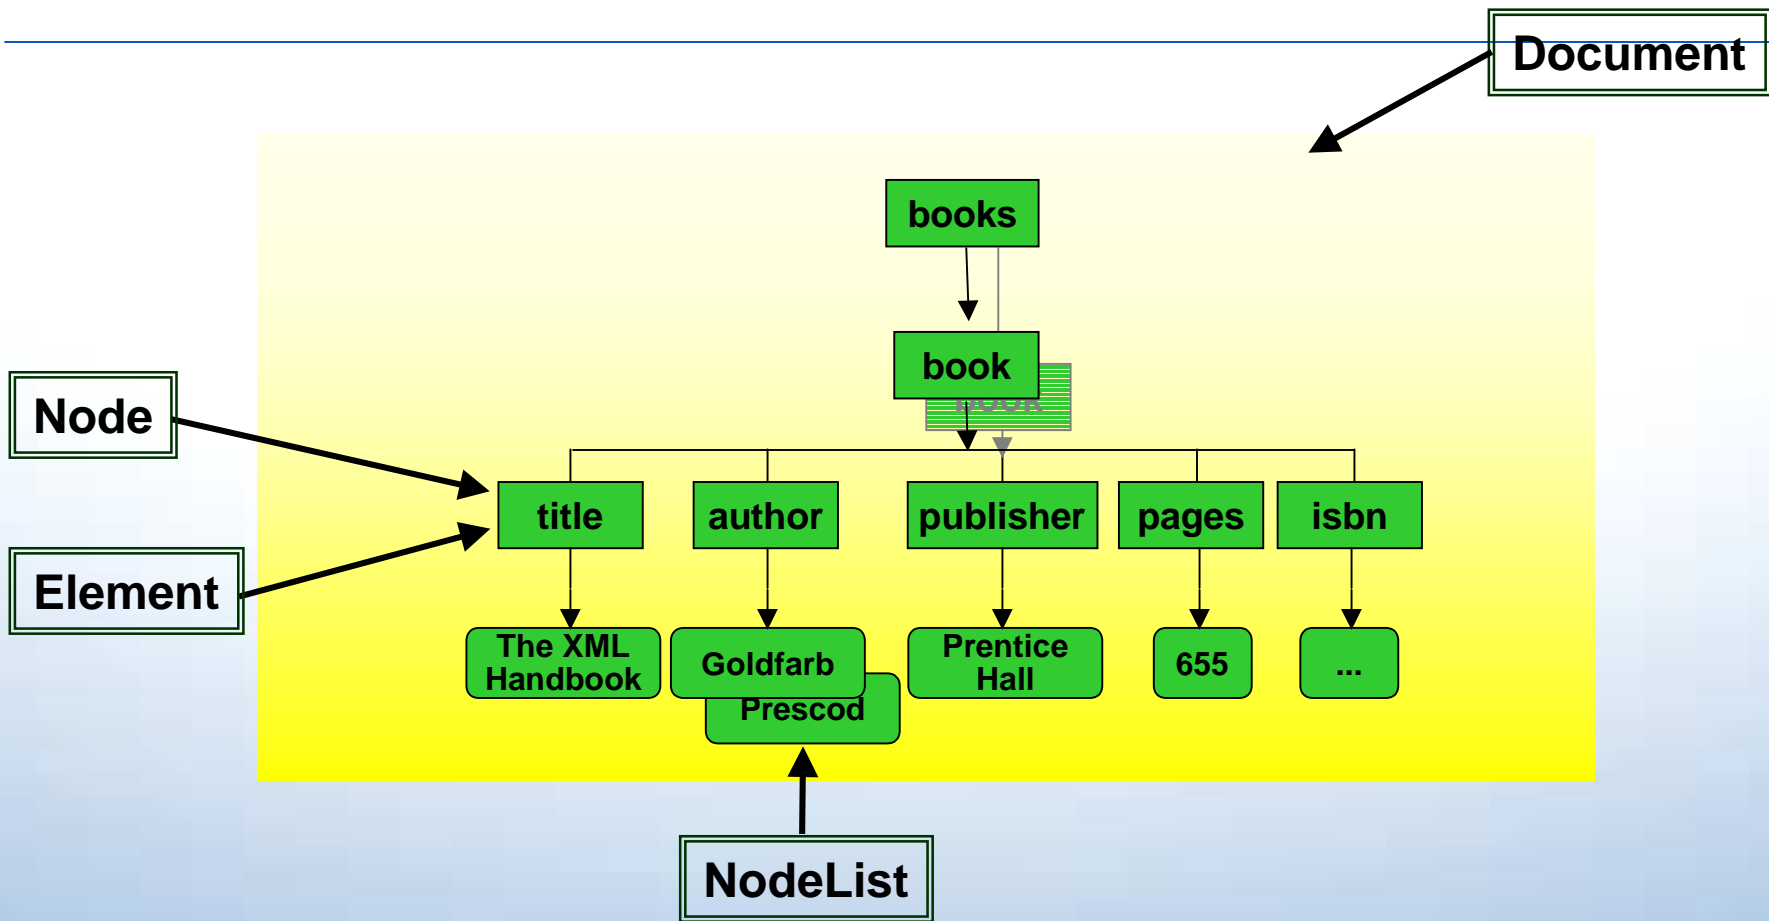 Document
books
book
book
Node
title
author
publisher
pages
isbn
Element
The XML
Handbook
Goldfarb
Prentice
Hall
655
...
Prescod
NodeList